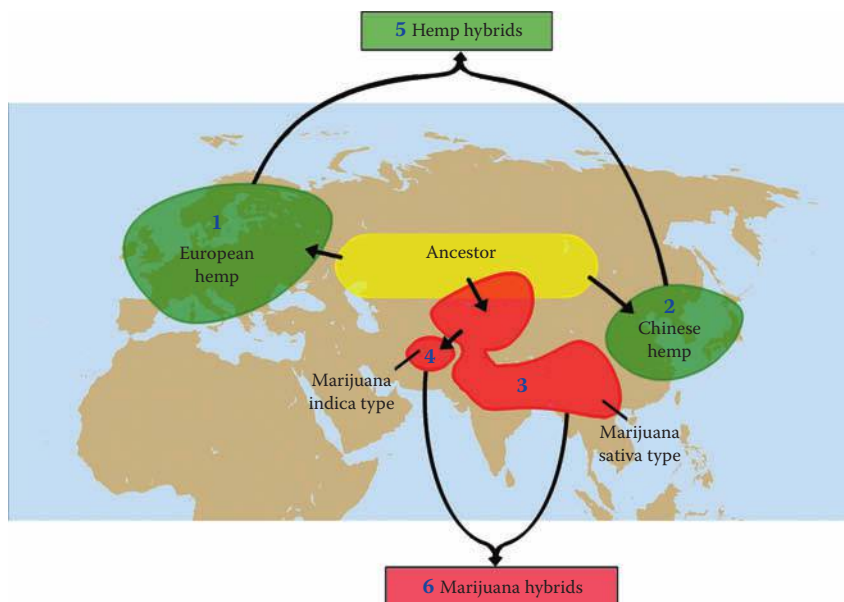 5 Hemp hybrids
1
European
hemp
Ancestor
2
Chinese
hemp
4
3
Marijuana
indica type
Marijuana
sativa type
6 Marijuana hybrids